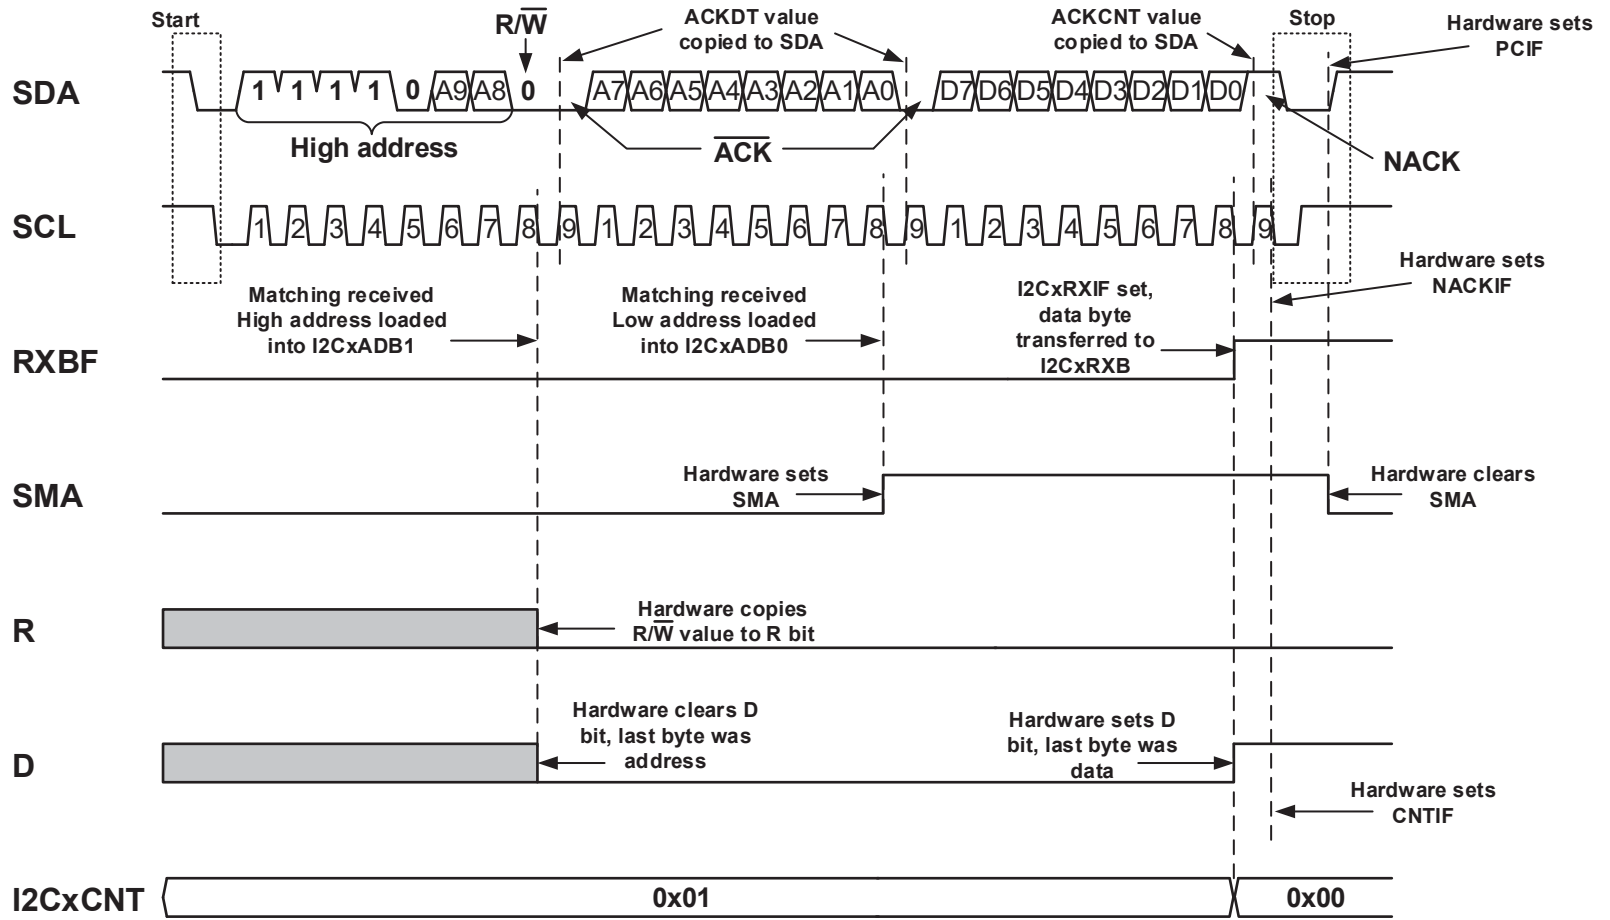 Start
R/W
ACKDT value
copied to SDA
ACKCNT value
copied to SDA
Stop
Hardware sets
PCIF
SDA
1 1 1 1 0 A9 A8 0 A7 A6 A5 A4 A3 A2 A1 A0 D7 D6 D5 D4 D3 D2 D1 D0
High address
ACK
NACK
SCL
1 2 3 4 5 6 7 8 9 1 2 3 4 5 6 7 8 9 1 2 3 4 5 6 7 8 9
Hardware sets
NACKIF
Matching received
High address loaded
into I2CxADB1
Matching received
Low address loaded
into I2CxADB0
I2CxRXIF set,
data byte
transferred to
I2CxRXB
RXBF
SMA
Hardware sets
SMA
Hardware clears
SMA
R
Hardware copies
R/W value to R bit
D
Hardware clears D
bit, last byte was
address
Hardware sets D
bit, last byte was
data
Hardware sets
CNTIF
I2CxCNT
0x01
0x00